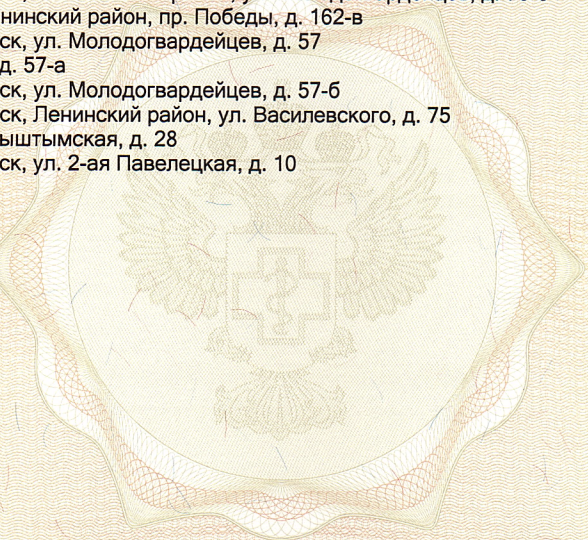 нинский район, пр. Победы, д. 162-в
ск, ул. Молодогвардейцев, д. 57
д. 57-а
ск, ул. Молодогвардейцев, д. 57-б
ск, Ленинский район, ул. Василевского, д. 75
ыштымская, д. 28
ск, ул. 2-ая Павелецкая, д. 10